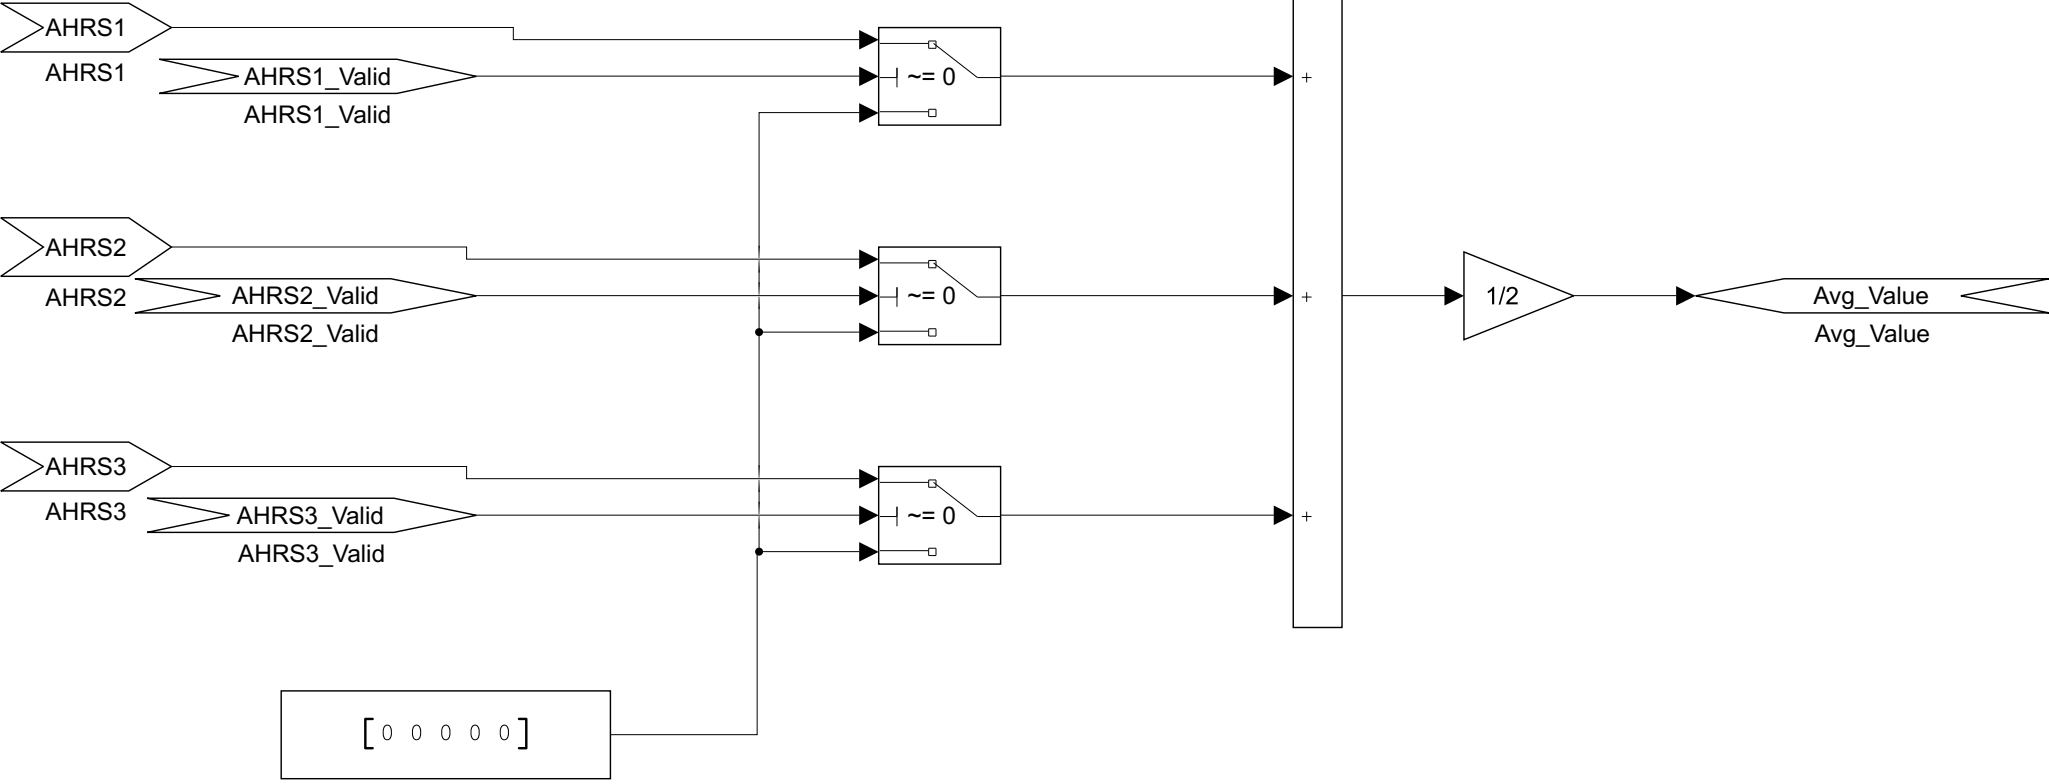 AHRS1
AHRS1
AHRS1_Valid
AHRS1_Valid
~= 0
+
AHRS2
AHRS2
AHRS2_Valid
AHRS2_Valid
~= 0
+
1/2
Avg_Value
Avg_Value
AHRS3
AHRS3
AHRS3_Valid
AHRS3_Valid
~= 0
+
[0 0 0 0 0]